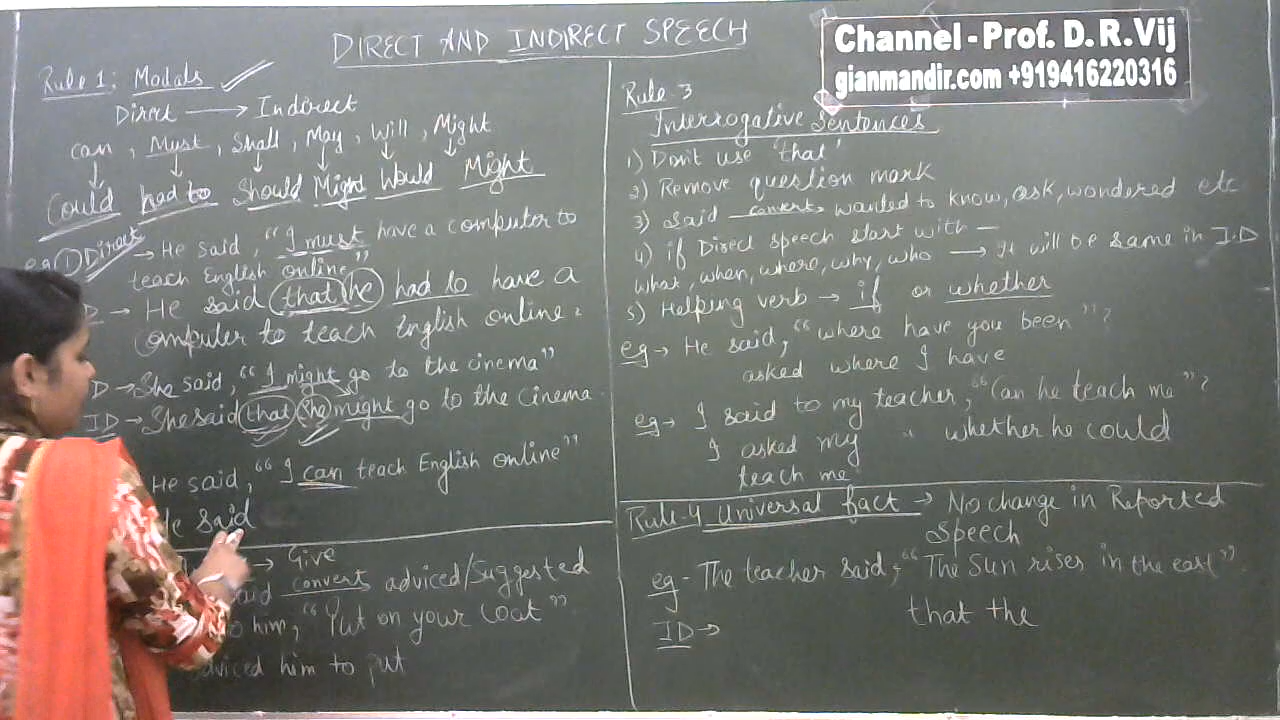 DIRECT AND INDIRECT SPEECH
Channel - Prof. D. R. Vij
gianmandir.com +919416220316
Rule 1: Modals
Direct → Indirect
can, Must, Shall, May, Will, Might
Could had to Should Might Would Might
eg ① Direct → He said, "I must have a computer to
teach English online"
D → He said that he had to have a
computer to teach English online.
D → She said, "I might go to the cinema"
ID → She said that she might go to the cinema.
He said, "I can teach English online"
He said
→ Give
said convert adviced/Suggested
him, "Put on your coat"
adviced him to put
Rule 3
Interrogative Sentences
1) Don't use 'that'
2) Remove question mark
3) Said converts wanted to know, ask, wondered etc
4) if Direct speech start with —
what, when, where, why, who → It will be same in I.D
5) Helping verb → if or whether
eg → He said, "where have you been"?
asked where I have
eg → I said to my teacher, "Can he teach me"?
I asked my " whether he could
teach me
Rule-4 Universal fact → No change in Reported
Speech
eg - The teacher said, "The Sun rises in the east".
ID → that the